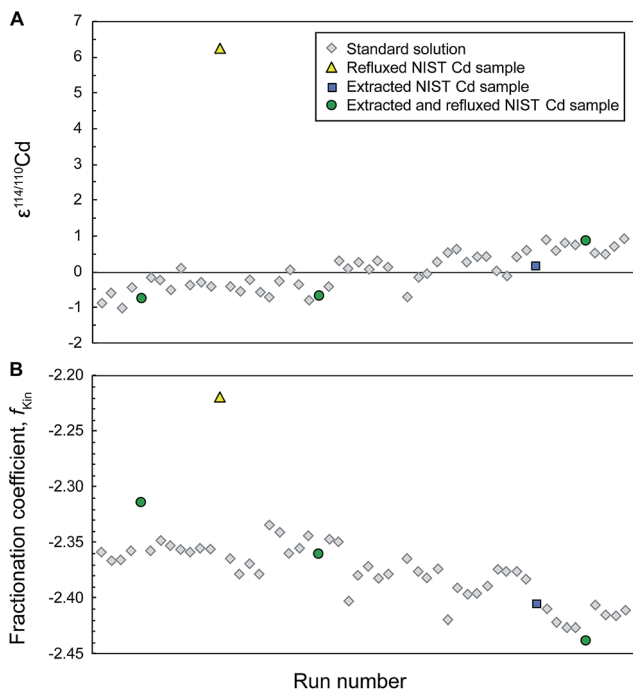 A
7
6
5
4
3
2
1
0
-1
-2
ε114/110Cd
Standard solution
Refluxed NIST Cd sample
Extracted NIST Cd sample
Extracted and refluxed NIST Cd sample
B
-2.20
-2.25
-2.30
-2.35
-2.40
-2.45
Fractionation coefficient, fKin
Run number